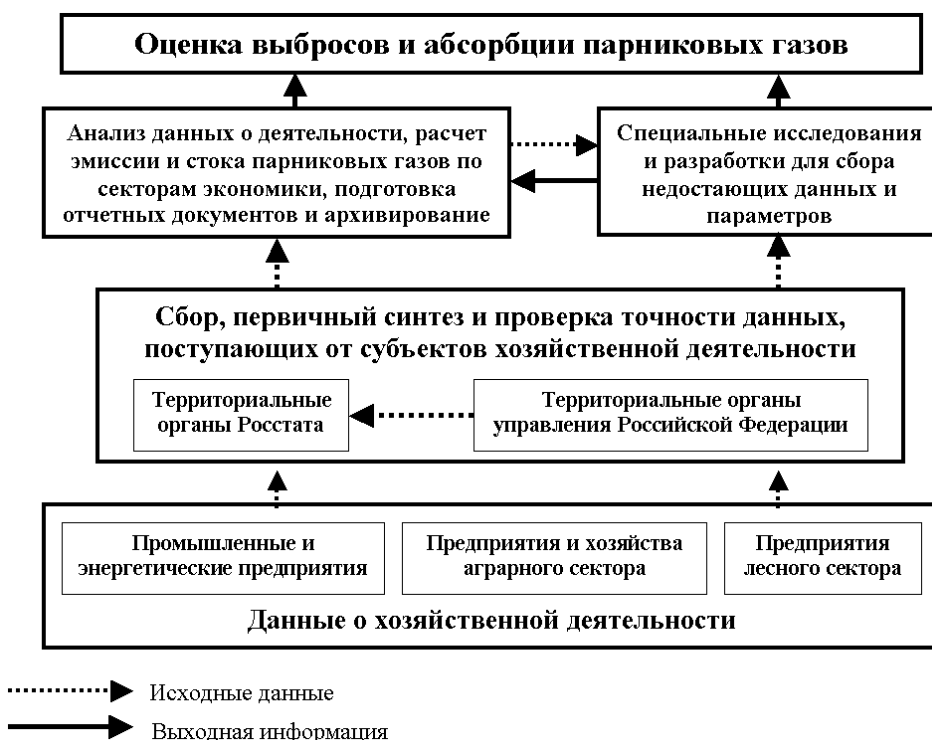 Оценка выбросов и абсорбции парниковых газов
Анализ данных о деятельности, расчет
эмиссии и стока парниковых газов по
секторам экономики, подготовка
отчетных документов и архивирование
Специальные исследования
и разработки для сбора
недостающих данных и
параметров
Сбор, первичный синтез и проверка точности данных,
поступающих от субъектов хозяйственной деятельности
Территориальные
органы Росстата
Территориальные органы
управления Российской Федерации
Промышленные и
энергетические предприятия
Предприятия и хозяйства
аграрного сектора
Предприятия
лесного сектора
Данные о хозяйственной деятельности
Исходные данные
Выходная информация